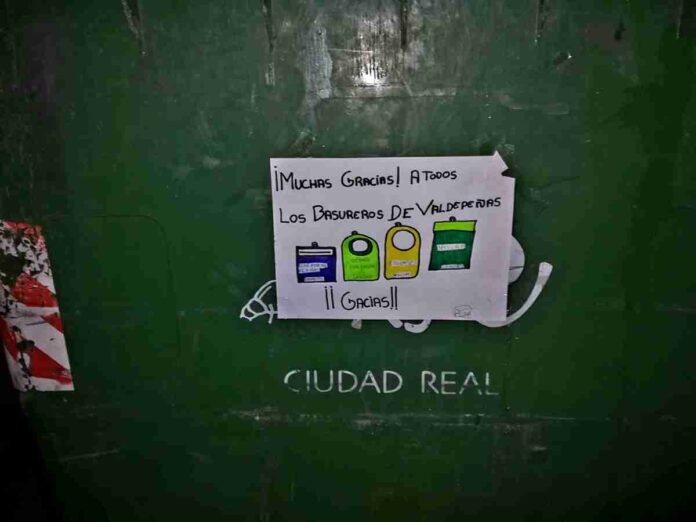 ¡MUCHAS GRACIAS! A TODOS
LOS BASUREROS DE VALDEPEÑAS
¡¡ GACIAS!!
CIUDAD REAL